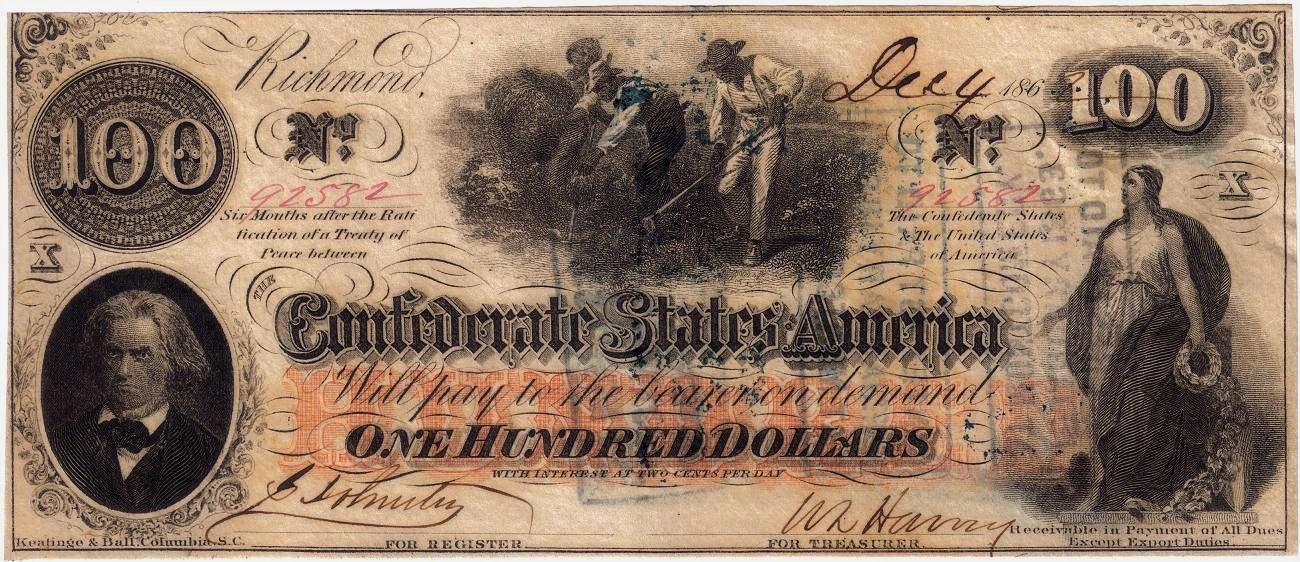 Richmond,
Dec 4, 186
100
100
No
No
92582
92582
Six Months after the Rati
fication of a Treaty of
Peace between
The Confederate States
& The United States
of America
X
X
THE
Confederate States America
Will pay to the bearer on demand
ONE HUNDRED DOLLARS
WITH INTEREST AT TWO CENTS PER DAY
Keatinge & Ball, Columbia, S.C.
FOR REGISTER.
FOR TREASURER.
Receivable in Payment of All Dues
Except Export Duties.